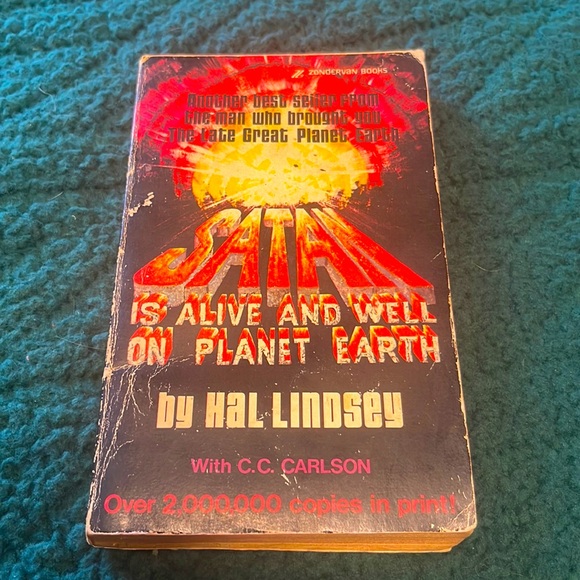 ZONDERVAN BOOKS
Another best seller from
the man who brought you
The Late Great Planet Earth
SATAN
IS ALIVE AND WELL
ON PLANET EARTH
by Hal Lindsey
With C.C. CARLSON
Over 2,000,000 copies in print!